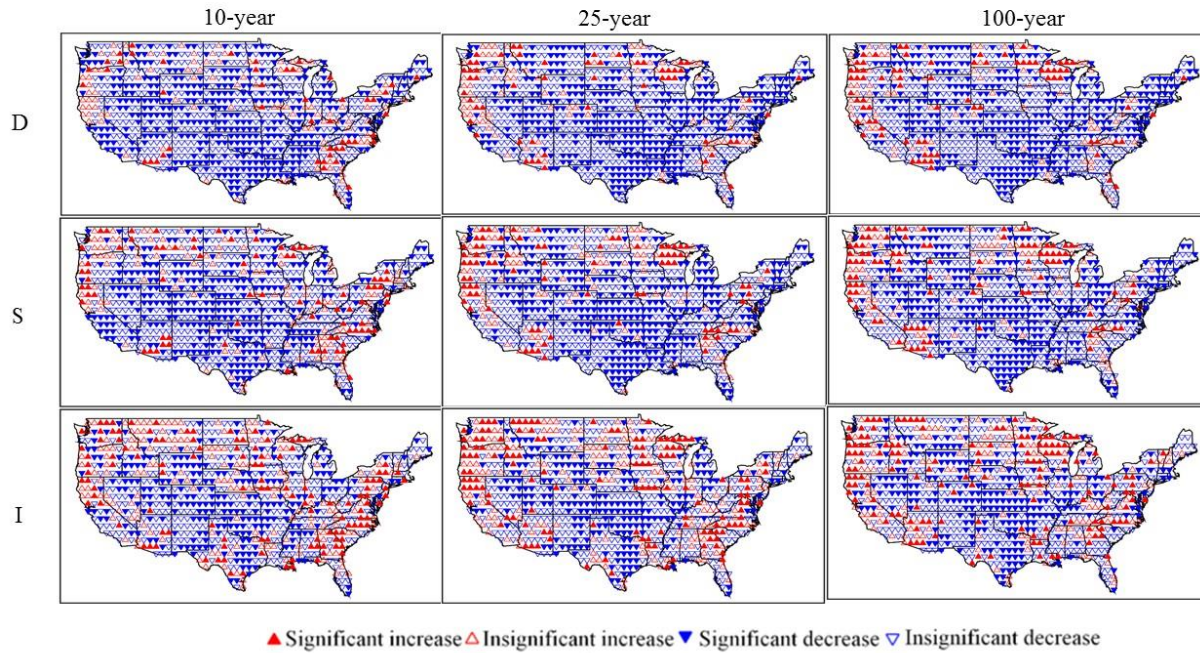 10-year 25-year 100-year
D
S
I
Significant increase Insignificant increase Significant decrease Insignificant decrease